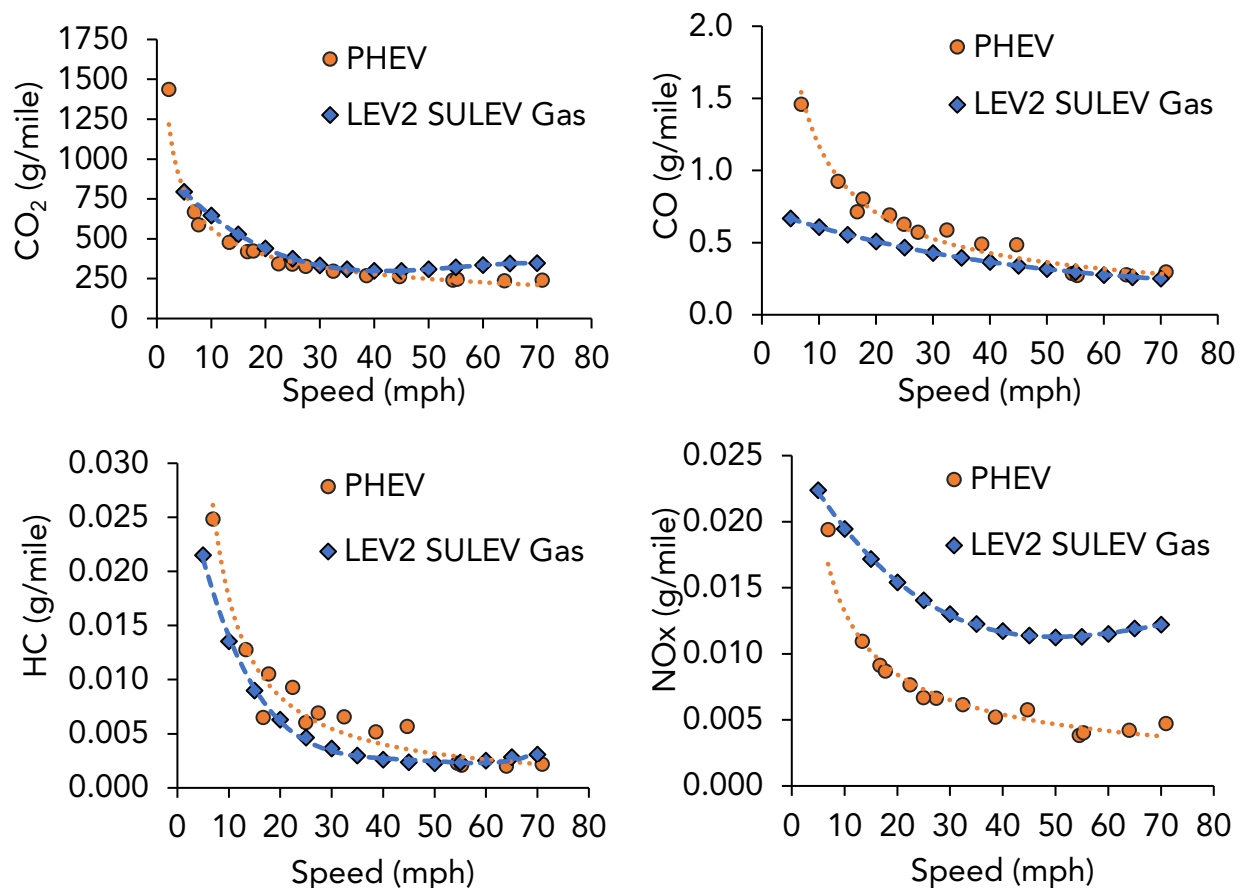 1750
1500
1250
1000
750
500
250
0
CO₂ (g/mile)
PHEV
LEV2 SULEV Gas
0 10 20 30 40 50 60 70 80
Speed (mph)
2.0
1.5
1.0
0.5
0.0
CO (g/mile)
PHEV
LEV2 SULEV Gas
0 10 20 30 40 50 60 70 80
Speed (mph)
0.030
0.025
0.020
0.015
0.010
0.005
0.000
HC (g/mile)
PHEV
LEV2 SULEV Gas
0 10 20 30 40 50 60 70 80
Speed (mph)
0.025
0.020
0.015
0.010
0.005
0.000
NOx (g/mile)
PHEV
LEV2 SULEV Gas
0 10 20 30 40 50 60 70 80
Speed (mph)